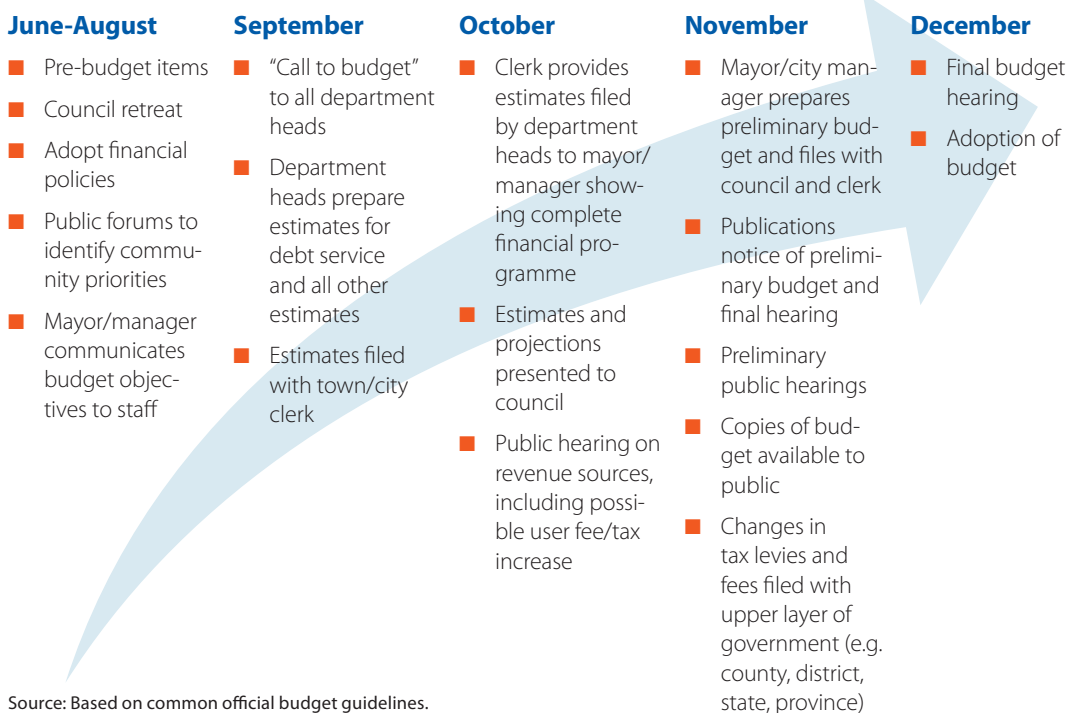 June-August
Pre-budget items
Council retreat
Adopt financial
policies
Public forums to
identify commu-
nity priorities
Mayor/manager
communicates
budget objec-
tives to staff
September
“Call to budget”
to all department
heads
Department
heads prepare
estimates for
debt service
and all other
estimates
Estimates filed
with town/city
clerk
October
Clerk provides
estimates filed
by department
heads to mayor/
manager show-
ing complete
financial pro-
gramme
Estimates and
projections
presented to
council
Public hearing on
revenue sources,
including possi-
ble user fee/tax
increase
November
Mayor/city man-
ager prepares
preliminary bud-
get and files with
council and clerk
Publications
notice of prelimi-
nary budget and
final hearing
Preliminary
public hearings
Copies of bud-
get available to
public
Changes in
tax levies and
fees filed with
upper layer of
government (e.g.
county, district,
state, province)
December
Final budget
hearing
Adoption of
budget
Source: Based on common official budget guidelines.